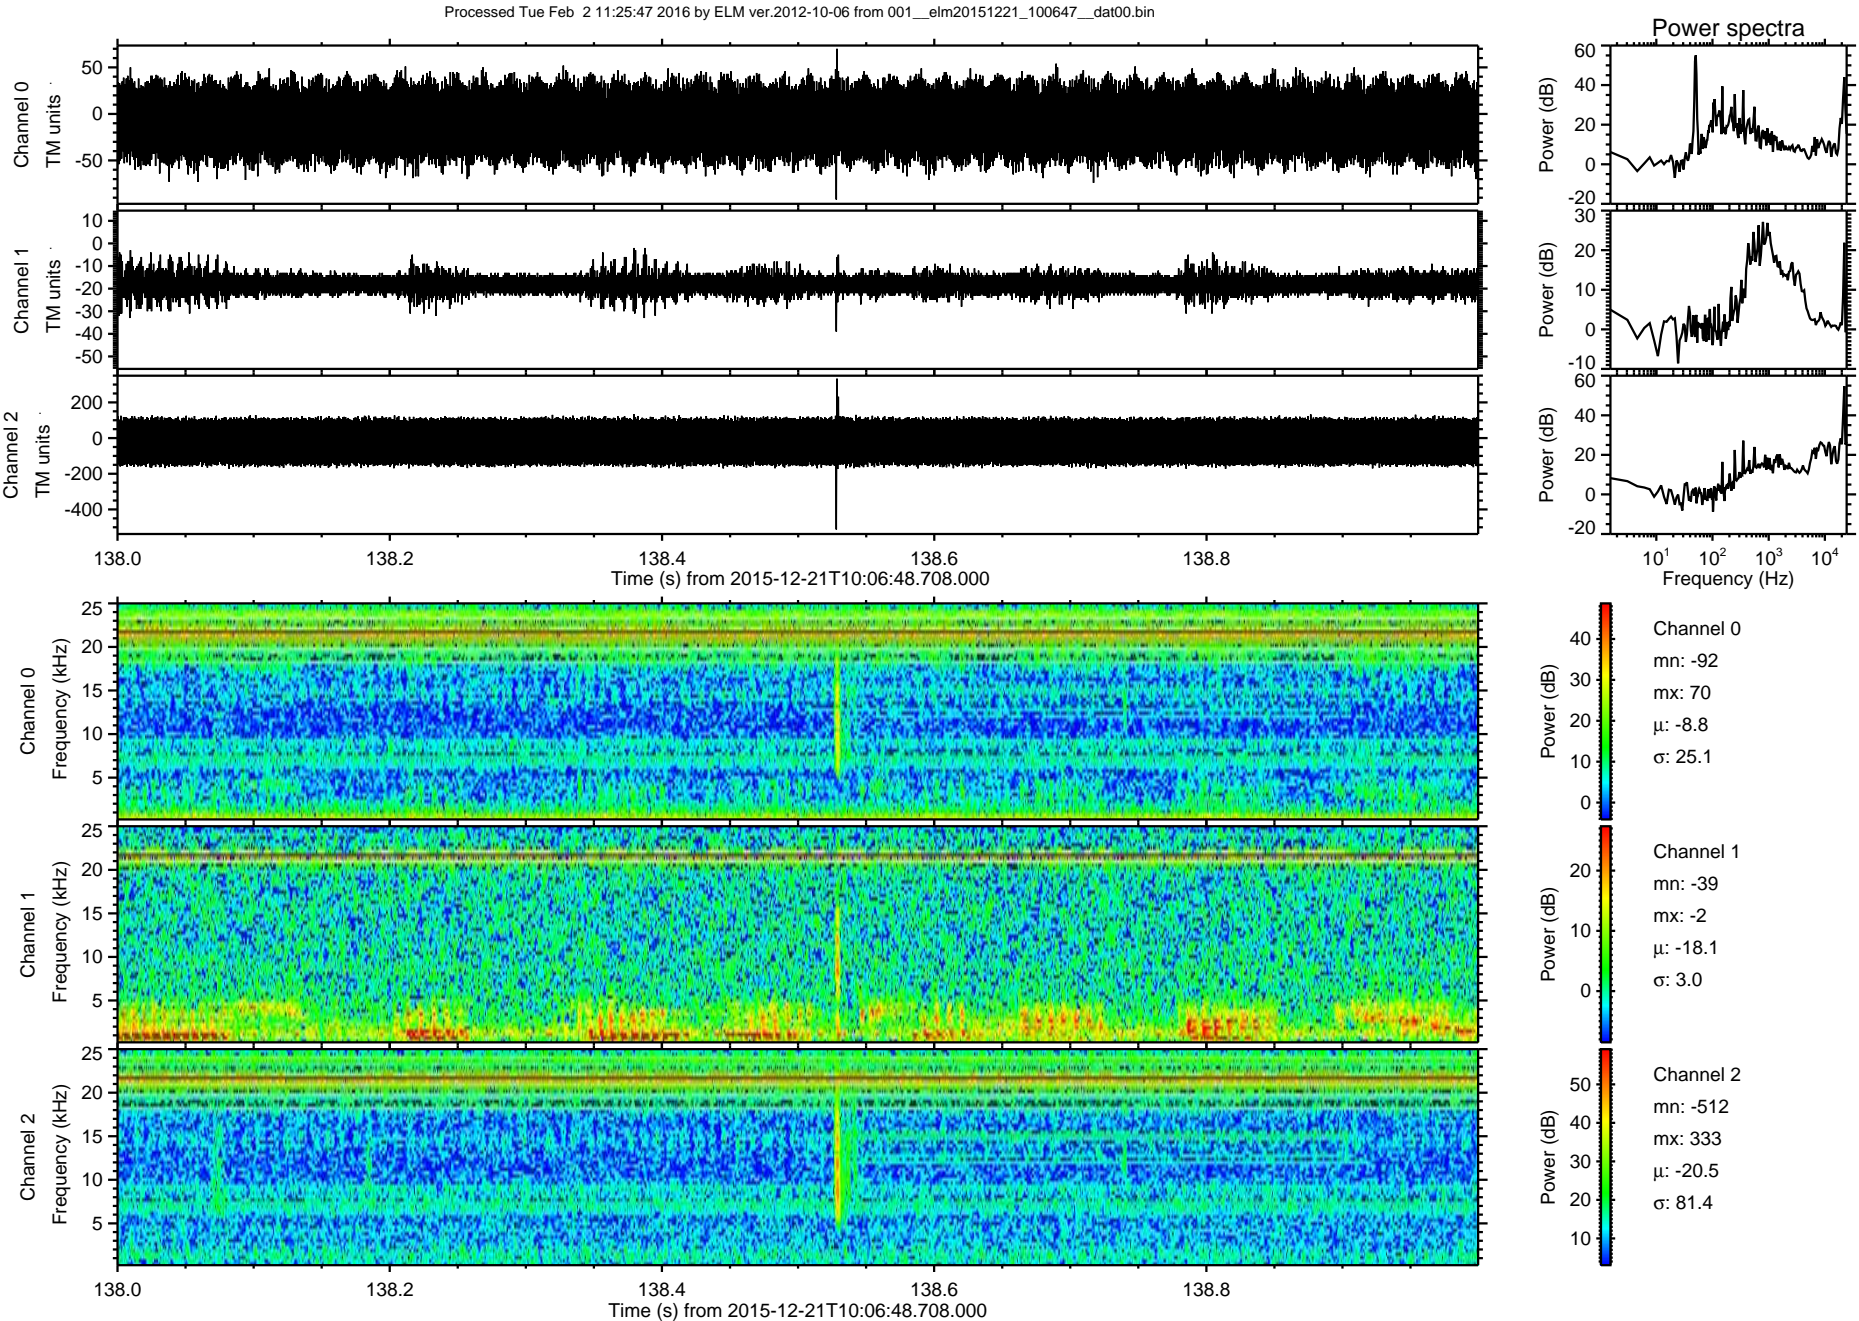 Processed Tue Feb  2 11:25:47 2016 by ELM ver.2012-10-06 from 001__elm20151221_100647__dat00.bin
Power spectra
Channel 0
TM units
50
0
-50
Power (dB)
60
40
20
0
-20
Channel 1
TM units
10
0
-10
-20
-30
-40
-50
Power (dB)
30
20
10
0
-10
Channel 2
TM units
200
0
-200
-400
Power (dB)
60
40
20
0
-20
138.0 138.2 138.4 138.6 138.8
Time (s) from 2015-12-21T10:06:48.708.000
10¹ 10² 10³ 10⁴
Frequency (Hz)
Channel 0
Frequency (kHz)
25
20
15
10
5
Power (dB)
40
30
20
10
0
Channel 0
mn: -92
mx: 70
μ: -8.8
σ: 25.1
Channel 1
Frequency (kHz)
25
20
15
10
5
Power (dB)
20
10
0
Channel 1
mn: -39
mx: -2
μ: -18.1
σ: 3.0
Channel 2
Frequency (kHz)
25
20
15
10
5
Power (dB)
50
40
30
20
10
Channel 2
mn: -512
mx: 333
μ: -20.5
σ: 81.4
138.0 138.2 138.4 138.6 138.8
Time (s) from 2015-12-21T10:06:48.708.000